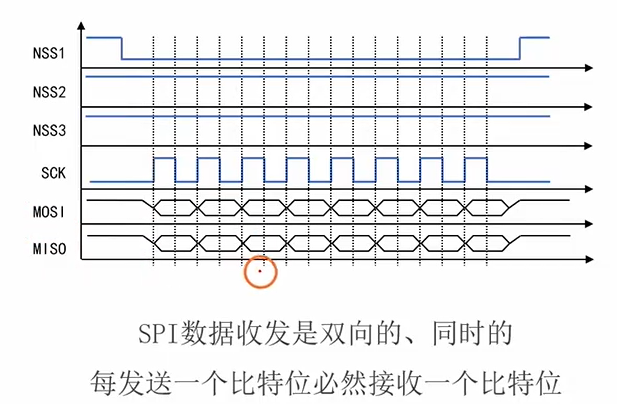 NSS1
NSS2
NSS3
SCK
MOSI
MISO
SPI数据收发是双向的、同时的
每发送一个比特位必然接收一个比特位